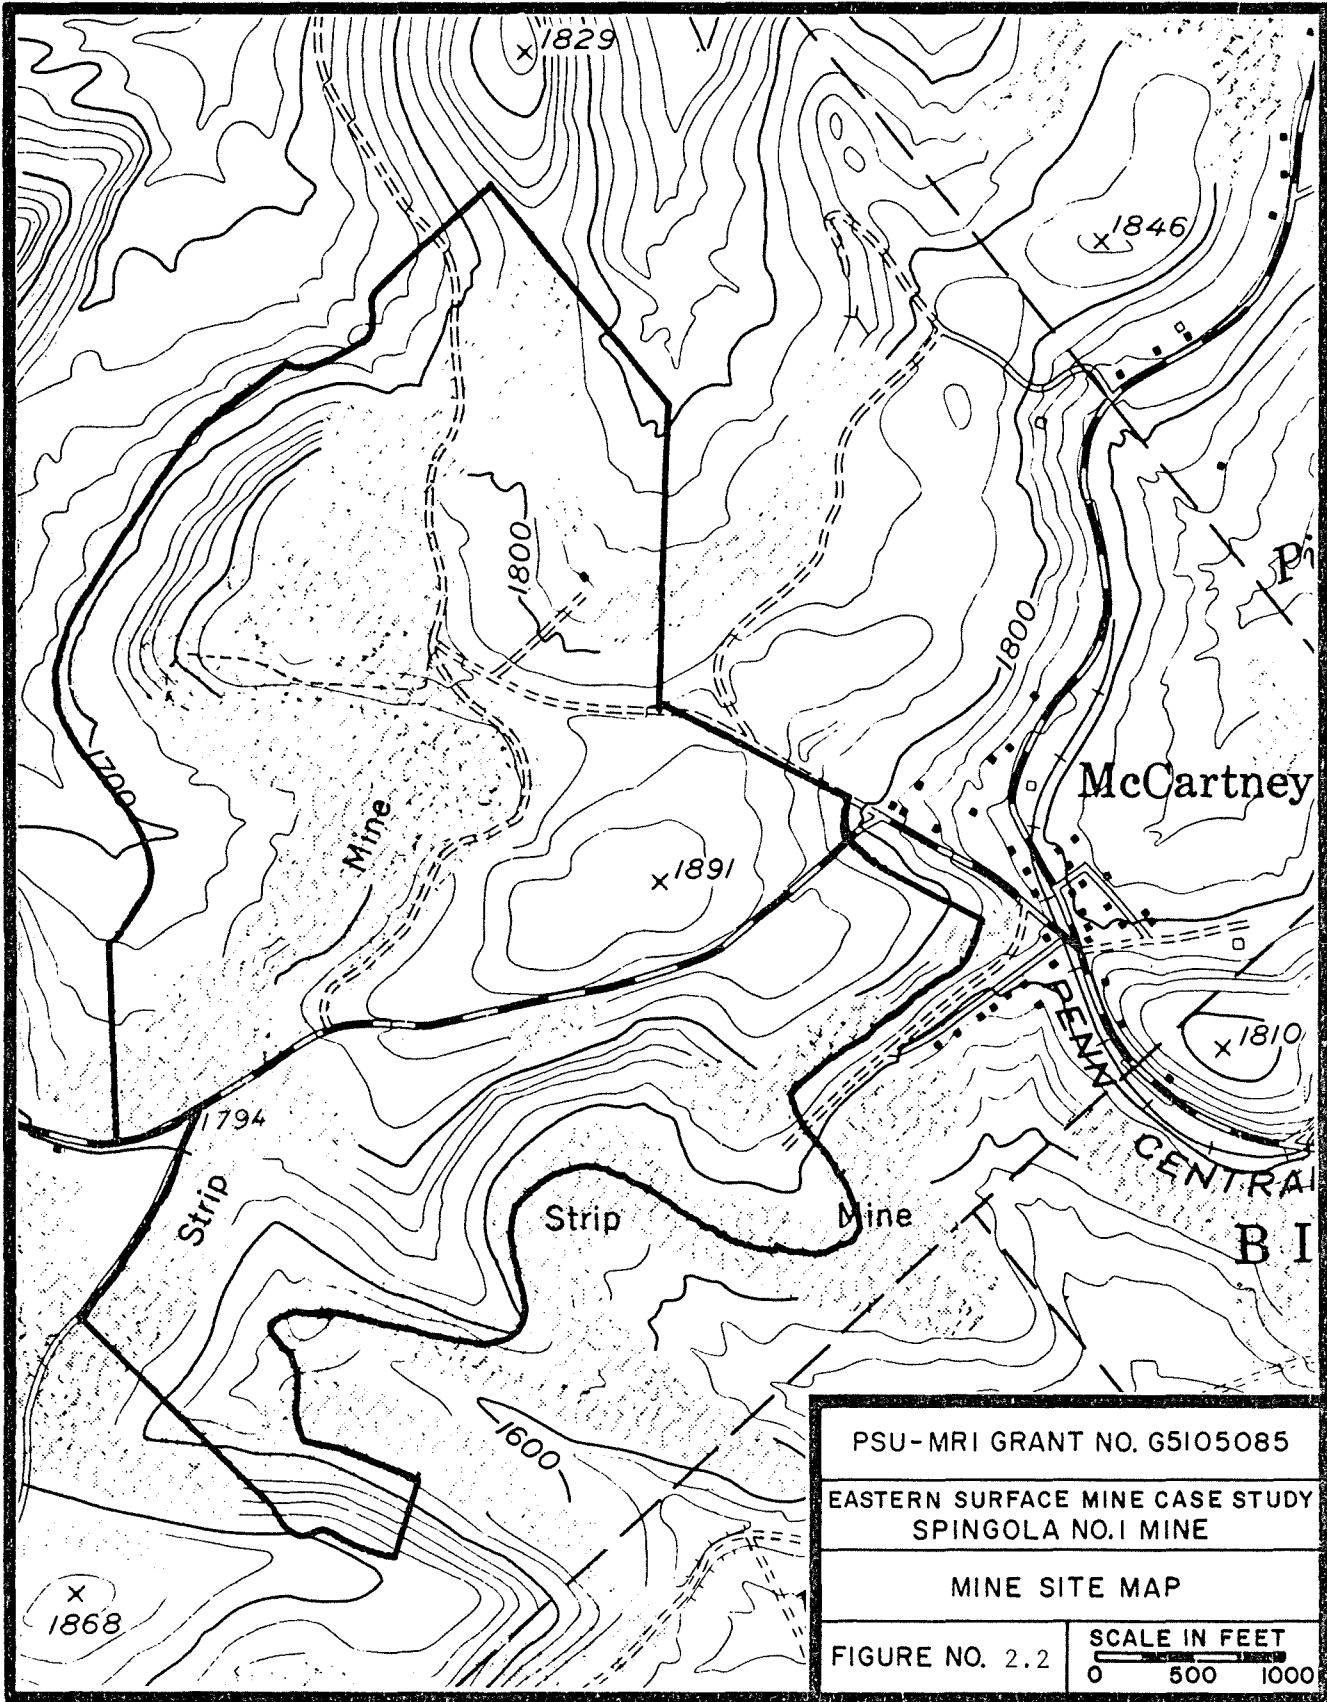 1829
1846
1800
Pi
1800
1700
McCartney
Mine
1891
PENN
1810
1794
CENTRAL
Strip
Strip
Mine
B I
1600
1868
PSU-MRI GRANT NO. G5105085
EASTERN SURFACE MINE CASE STUDY
SPINGOLA NO.1 MINE
MINE SITE MAP
FIGURE NO. 2.2
SCALE IN FEET
0 500 1000